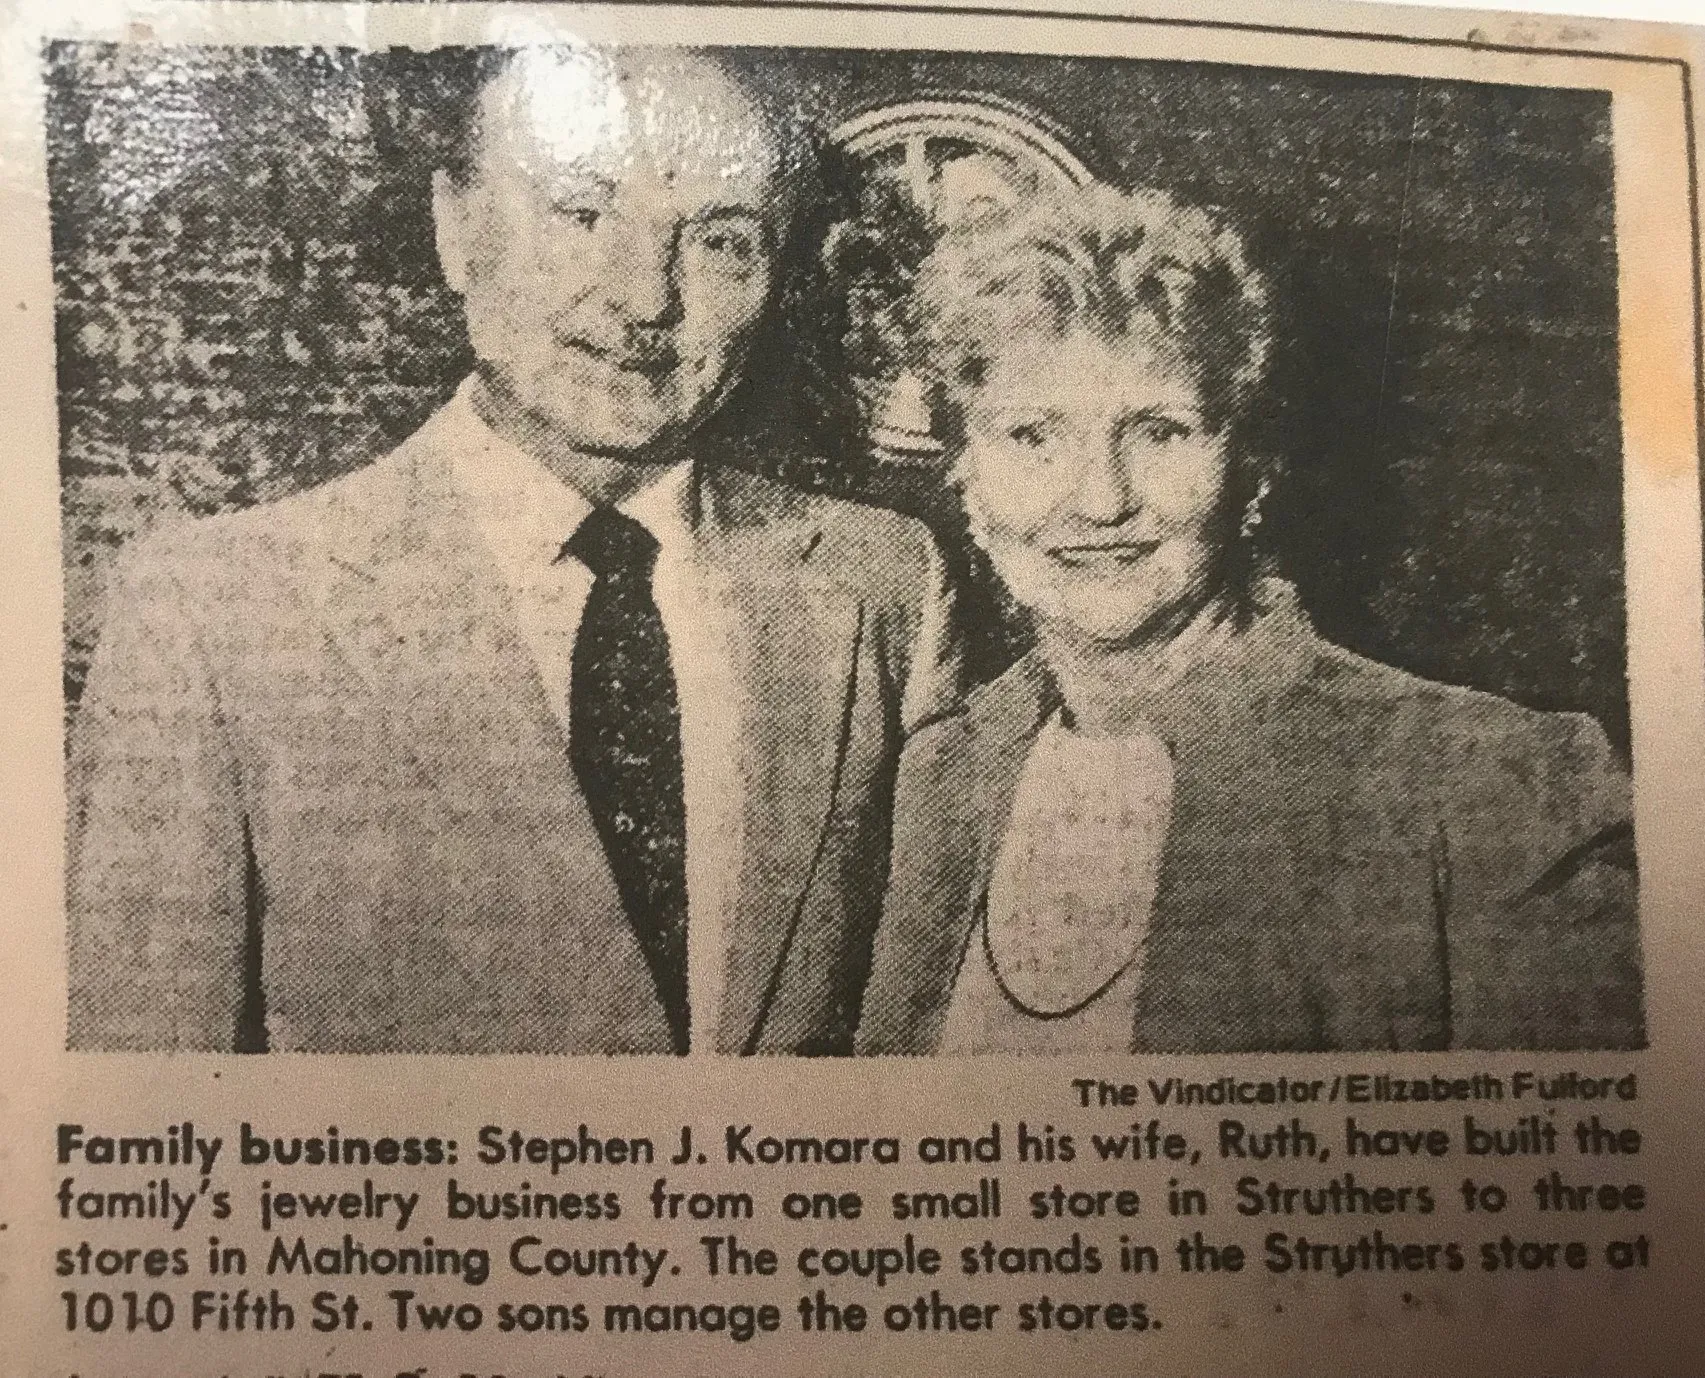 The Vindicator/Elizabeth Fulford
Family business: Stephen J. Komara and his wife, Ruth, have built the
family's jewelry business from one small store in Struthers to three
stores in Mahoning County. The couple stands in the Struthers store at
1010 Fifth St. Two sons manage the other stores.